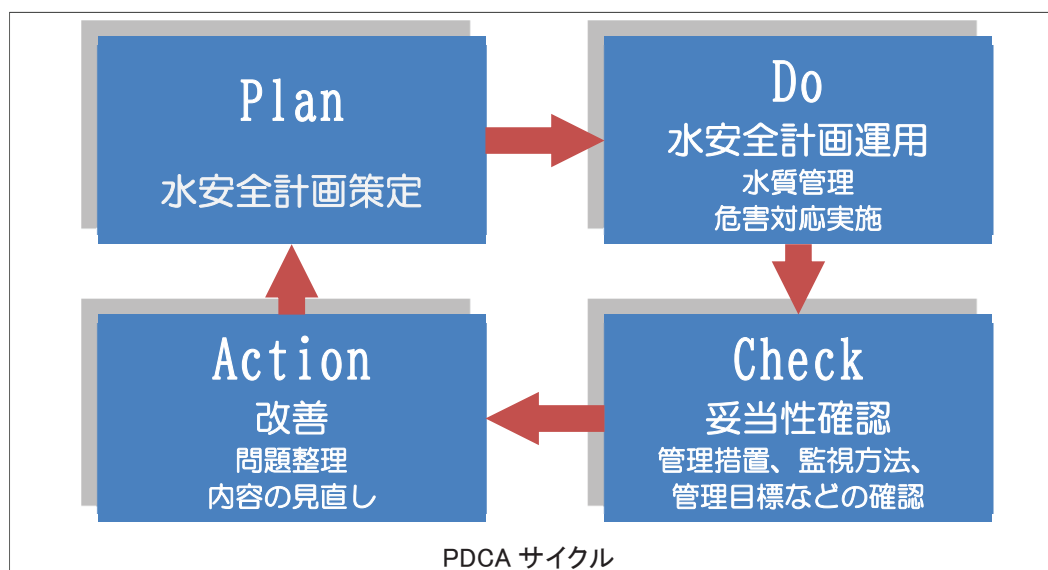 Plan
水安全計画策定
Do
水安全計画運用
水質管理
危害対応実施
Action
改善
問題整理
内容の見直し
Check
妥当性確認
管理措置、監視方法、
管理目標などの確認
PDCA サイクル